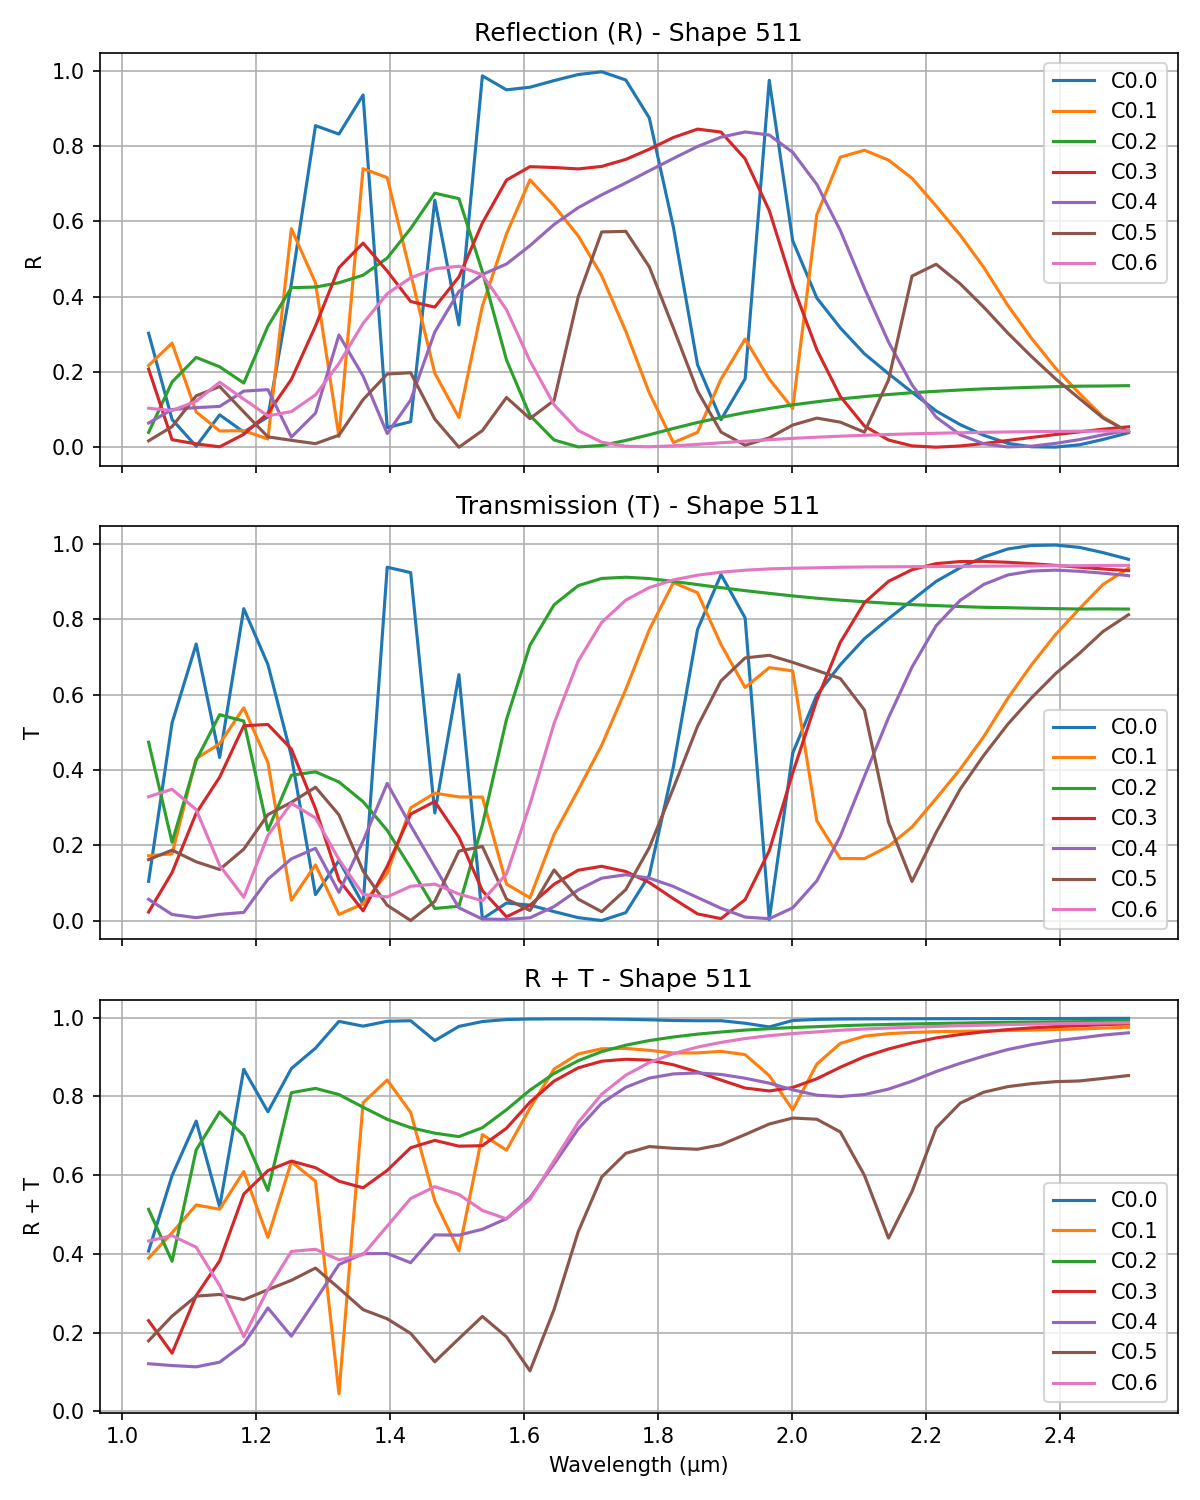 Reflection (R) - Shape 511
1.0
0.8
0.6
0.4
0.2
0.0
R
C0.0
C0.1
C0.2
C0.3
C0.4
C0.5
C0.6
Transmission (T) - Shape 511
1.0
0.8
0.6
0.4
0.2
0.0
T
C0.0
C0.1
C0.2
C0.3
C0.4
C0.5
C0.6
R + T - Shape 511
1.0
0.8
0.6
0.4
0.2
0.0
R + T
C0.0
C0.1
C0.2
C0.3
C0.4
C0.5
C0.6
1.0 1.2 1.4 1.6 1.8 2.0 2.2 2.4
Wavelength (μm)